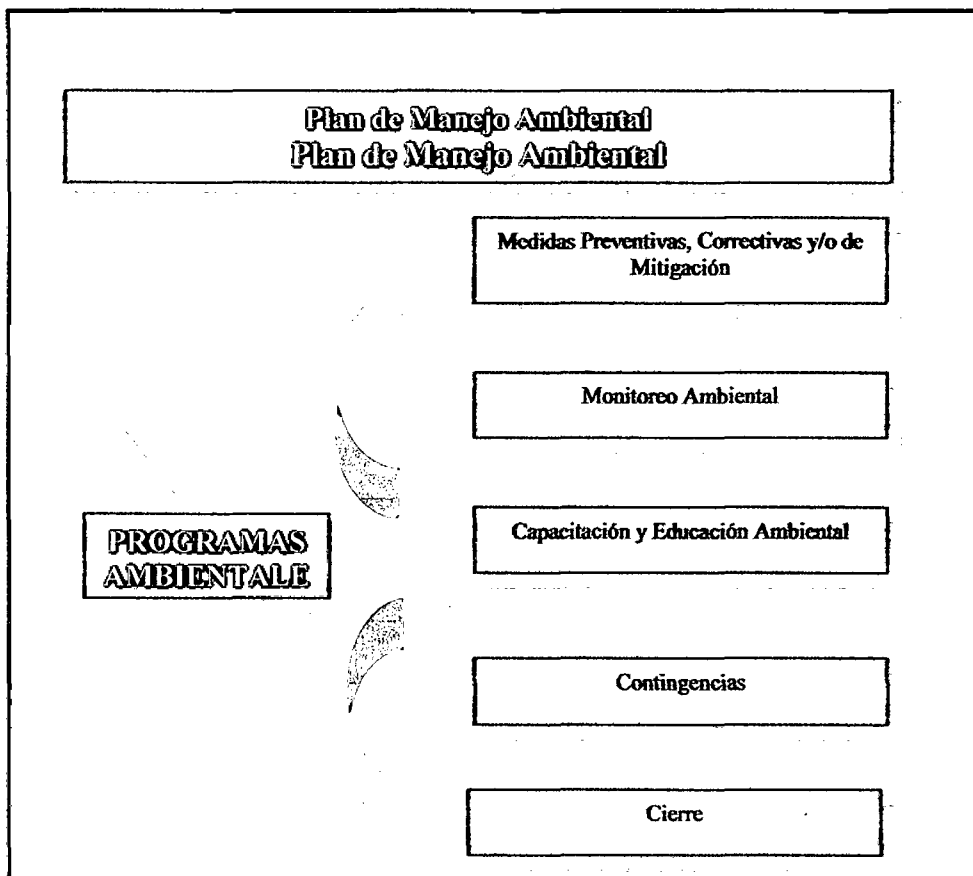 Plan de Manejo Ambiental
Plan de Manejo Ambiental
Medidas Preventivas, Correctivas y/o de
Mitigación
Monitoreo Ambiental
PROGRAMAS
AMBIENTALE
Capacitación y Educación Ambiental
Contingencias
Cierre